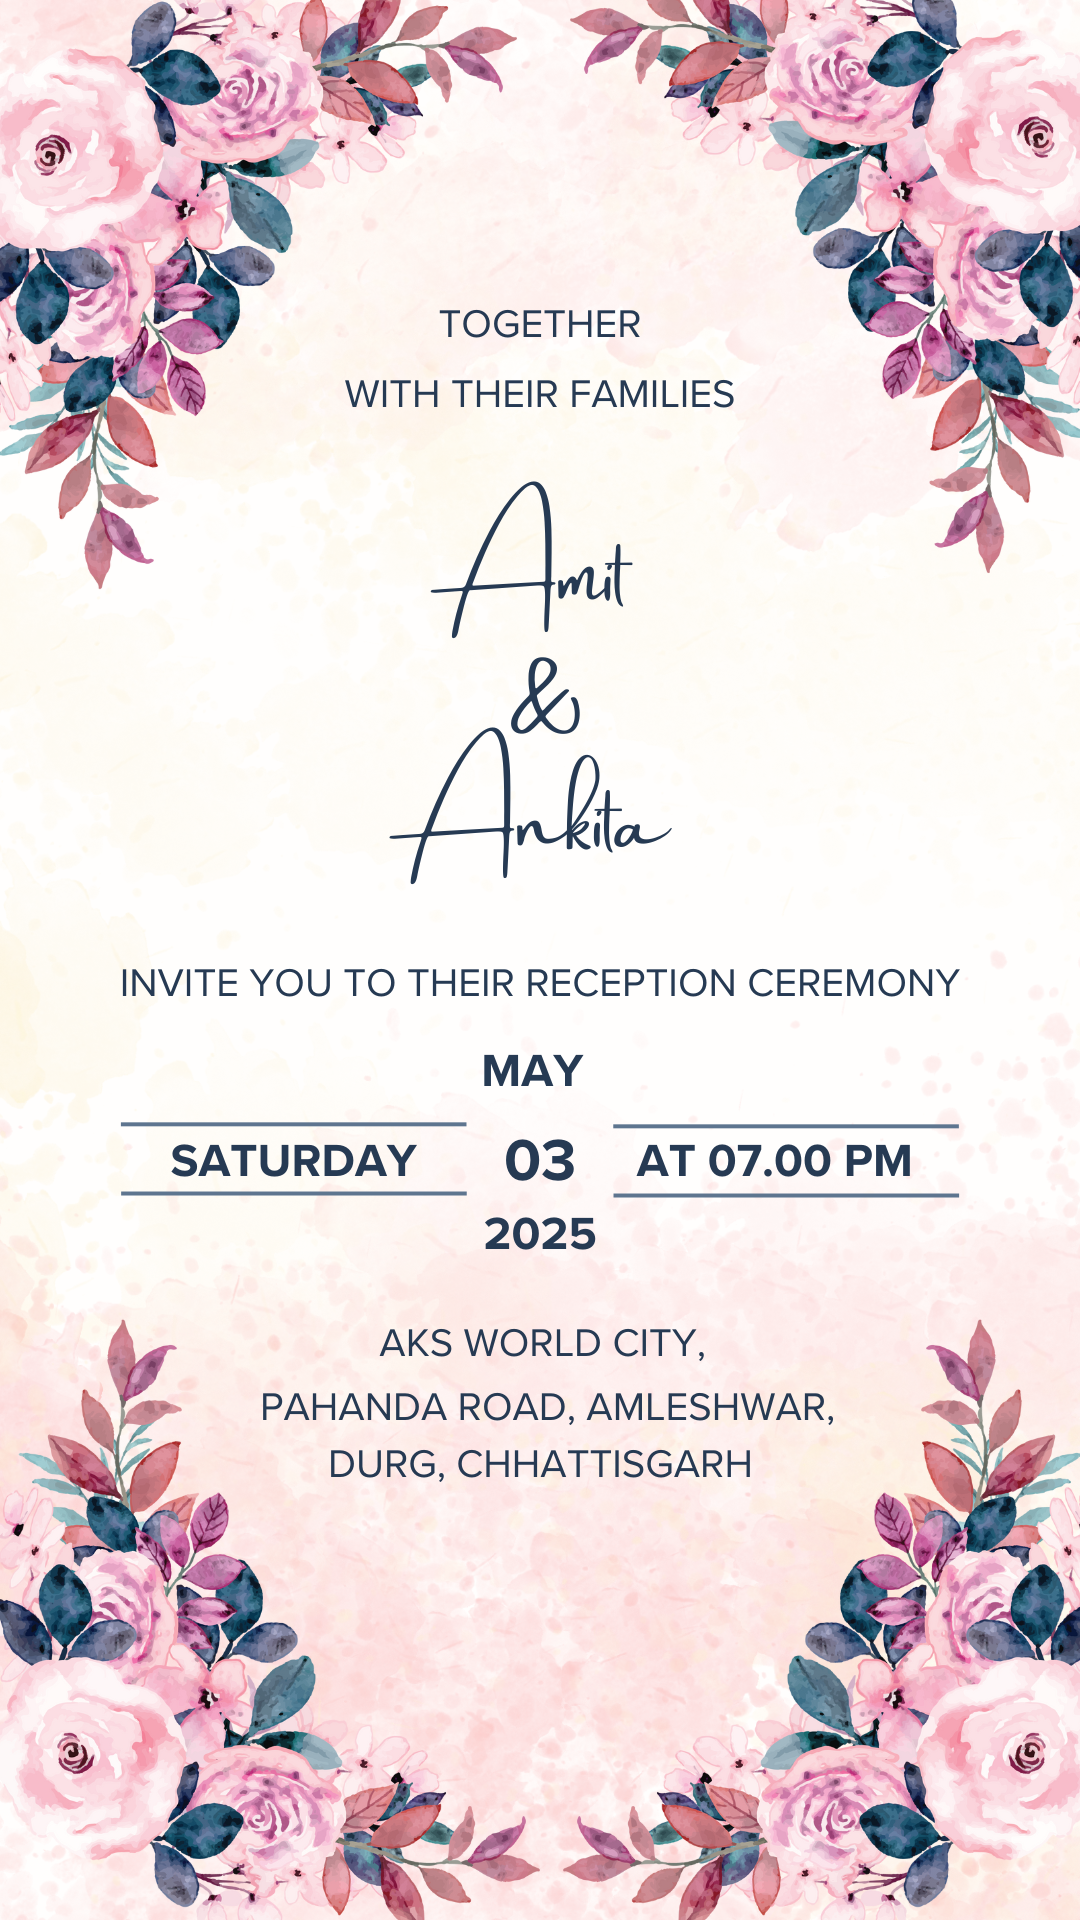 TOGETHER
WITH THEIR FAMILIES
Amit
&
Ankita
INVITE YOU TO THEIR RECEPTION CEREMONY
MAY
SATURDAY 03 AT 07.00 PM
2025
AKS WORLD CITY,
PAHANDA ROAD, AMLESHWAR,
DURG, CHHATTISGARH